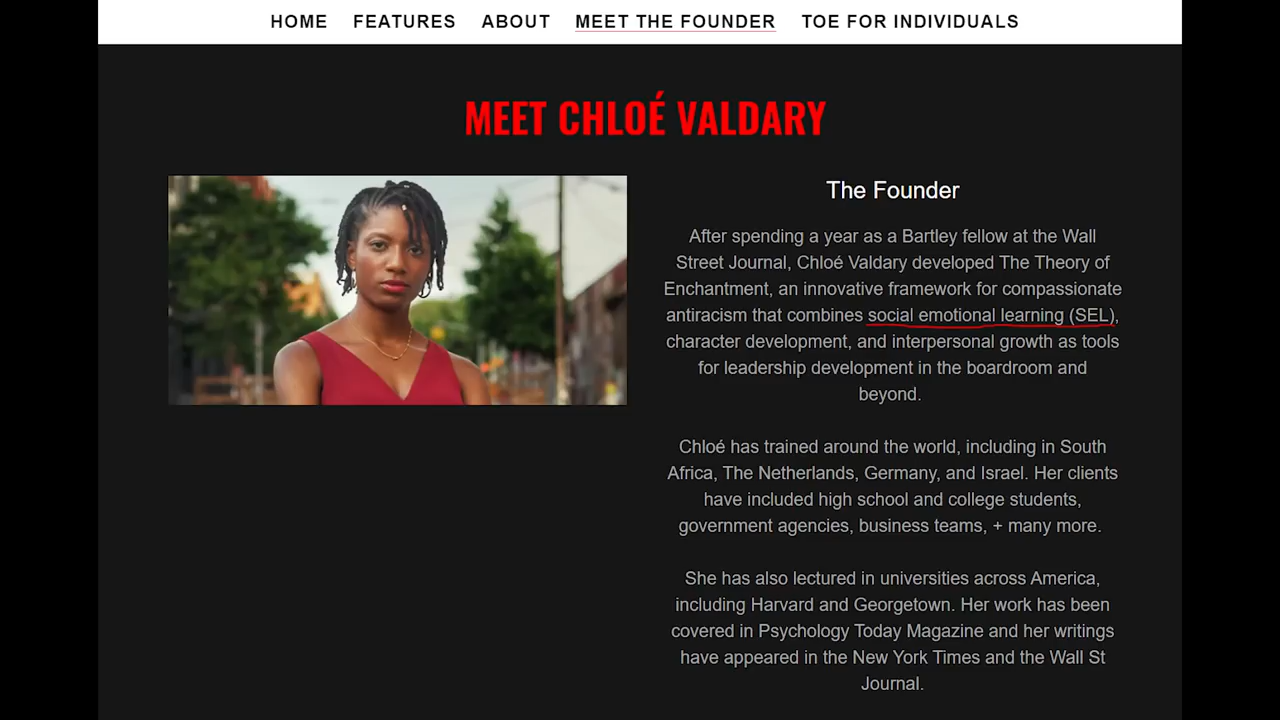 HOME FEATURES ABOUT MEET THE FOUNDER TOE FOR INDIVIDUALS
MEET CHLOÉ VALDARY
The Founder
After spending a year as a Bartley fellow at the Wall
Street Journal, Chloé Valdary developed The Theory of
Enchantment, an innovative framework for compassionate
antiracism that combines social emotional learning (SEL),
character development, and interpersonal growth as tools
for leadership development in the boardroom and
beyond.
Chloé has trained around the world, including in South
Africa, The Netherlands, Germany, and Israel. Her clients
have included high school and college students,
government agencies, business teams, + many more.
She has also lectured in universities across America,
including Harvard and Georgetown. Her work has been
covered in Psychology Today Magazine and her writings
have appeared in the New York Times and the Wall St
Journal.